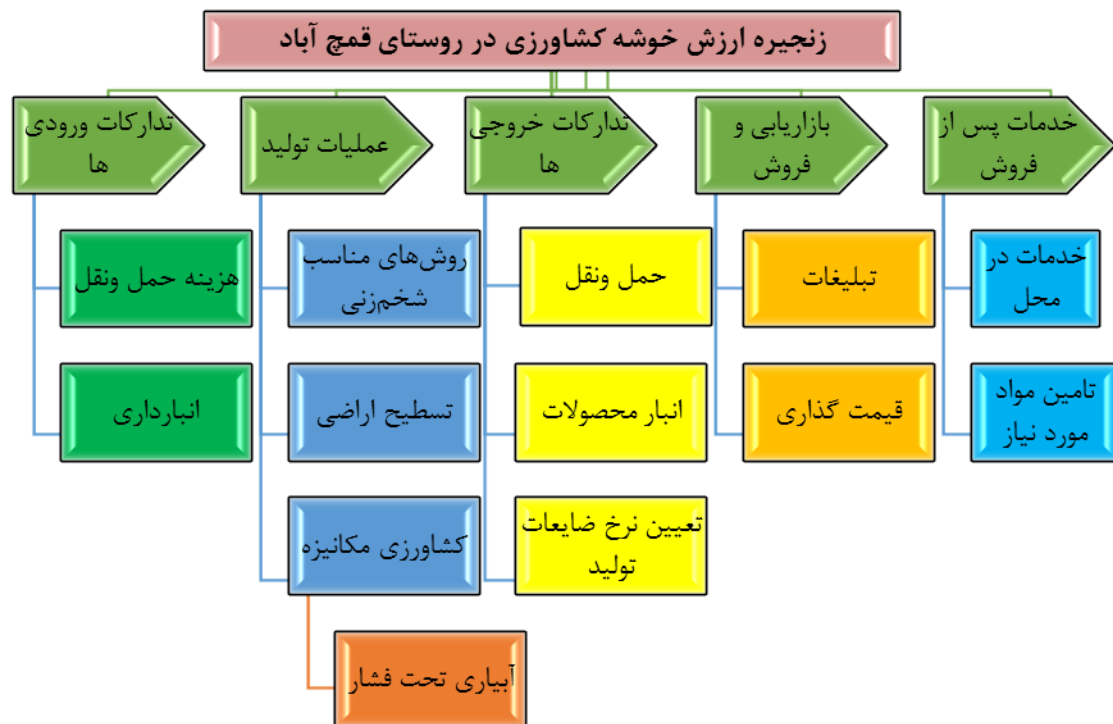 زنجیره ارزش خوشه کشاورزی در روستای قمچ آباد
تدارکات ورودی
ها
عملیات تولید
تدارکات خروجی
ها
بازاریابی و
فروش
خدمات پس از
فروش
هزینه حمل ونقل
انبارداری
روش‌های مناسب
شخم‌زنی
تسطیح اراضی
کشاورزی مکانیزه
آبیاری تحت فشار
حمل ونقل
انبار محصولات
تعیین نرخ ضایعات
تولید
تبلیغات
قیمت گذاری
خدمات در
محل
تامین مواد
مورد نیاز